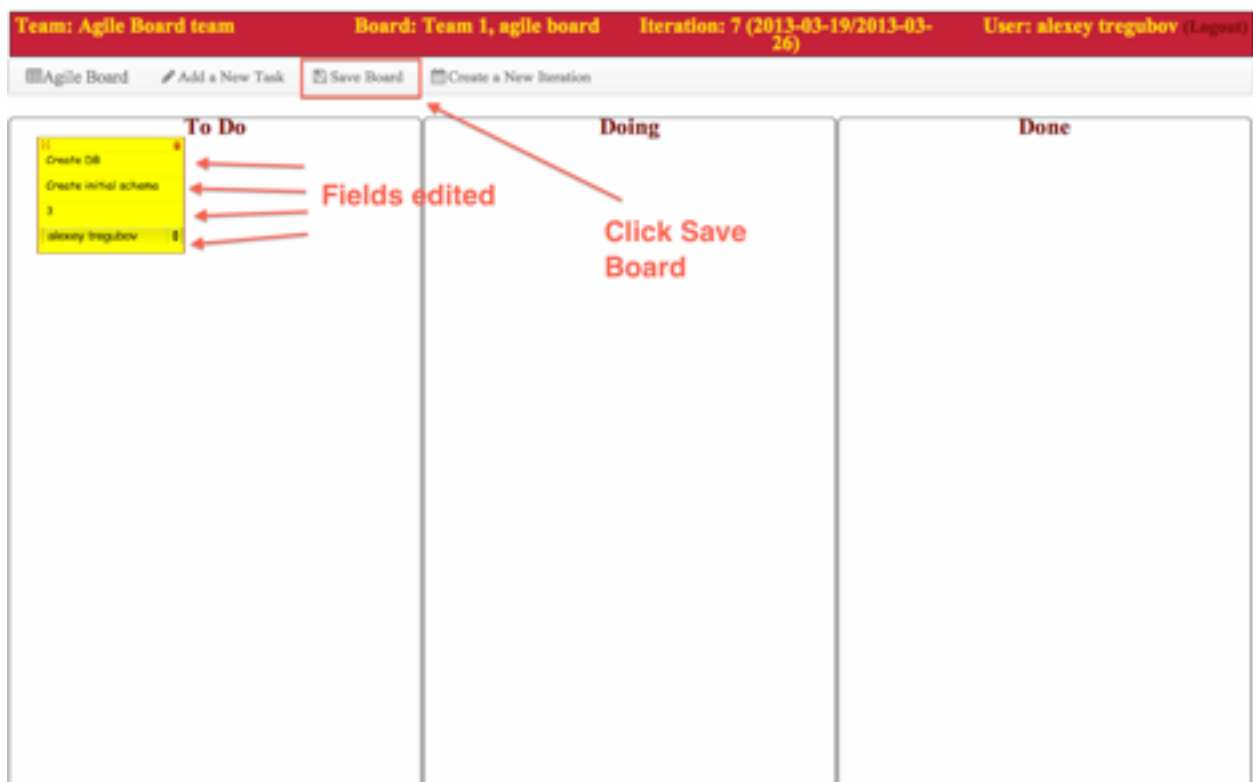 Team: Agile Board team Board: Team 1, agile board Iteration: 7 (2013-03-19/2013-03-
26) User: alexey tregubov (Logout)
Agile Board Add a New Task Save Board Create a New Iteration
To Do Doing Done
Create DB
Create initial schema
3
alexey tregubov
Fields edited
Click Save
Board